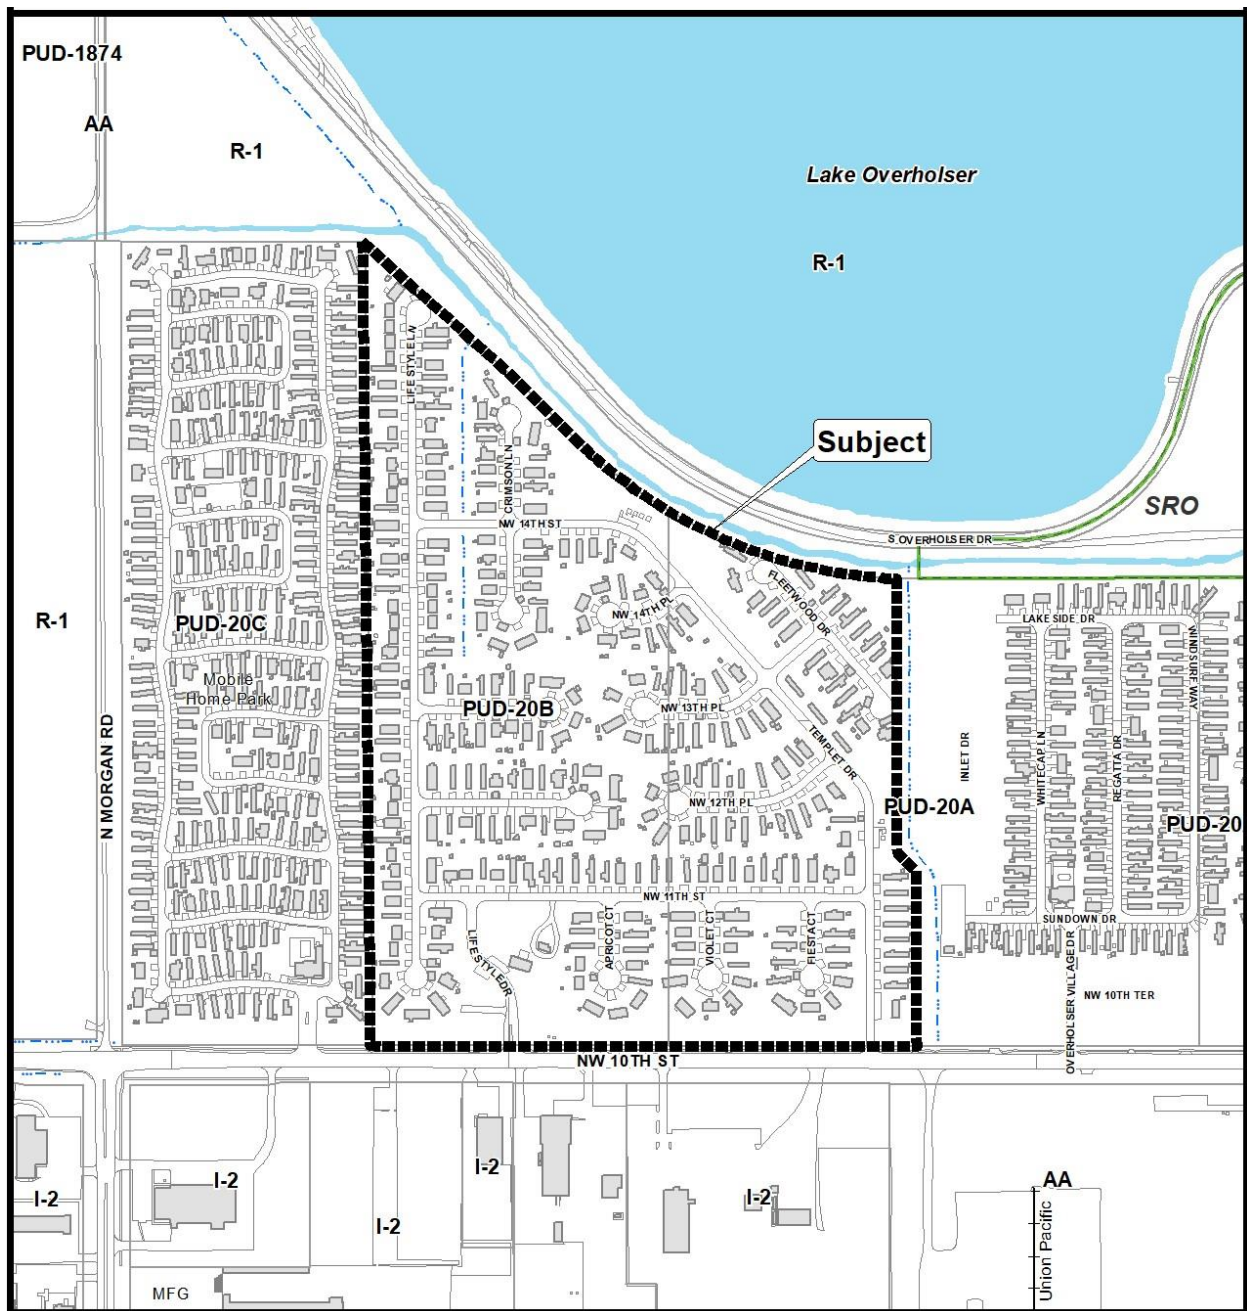 PUD-1874
AA
R-1
Lake Overholser
R-1
LIFE STYLE LN
Subject
CRIMSON LN
SRO
NW 14TH ST
S OVERHOLSER DR
FLEETWOOD DR
NW 14TH PL
LAKE SIDE DR
R-1
PUD-20C
WINDSURF WAY
Mobile
Home Park
PUD-20B
NW 13TH PL
N MORGAN RD
TEMPLET DR
INLET DR
WHITECAP LN
REGATTA DR
NW 12TH PL
PUD-20A
PUD-20
NW 11TH ST
APRICOT CT
VIOLET CT
FIESTA CT
SUNDOWN DR
LIFE STYLE DR
OVERHOLSER VILLAGE DR
NW 10TH TER
NW 10TH ST
I-2
I-2
I-2
I-2
I-2
AA
Union Pacific
MFG